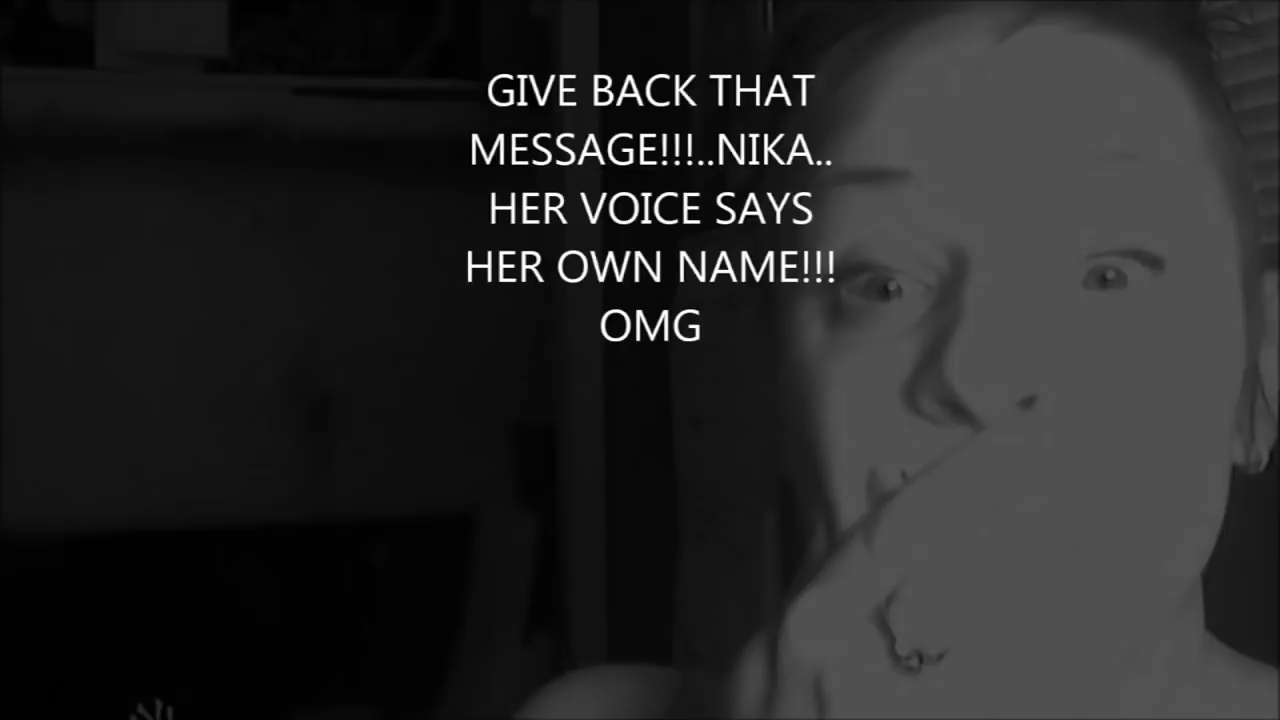 GIVE BACK THAT
MESSAGE!!!..NIKA..
HER VOICE SAYS
HER OWN NAME!!!
OMG